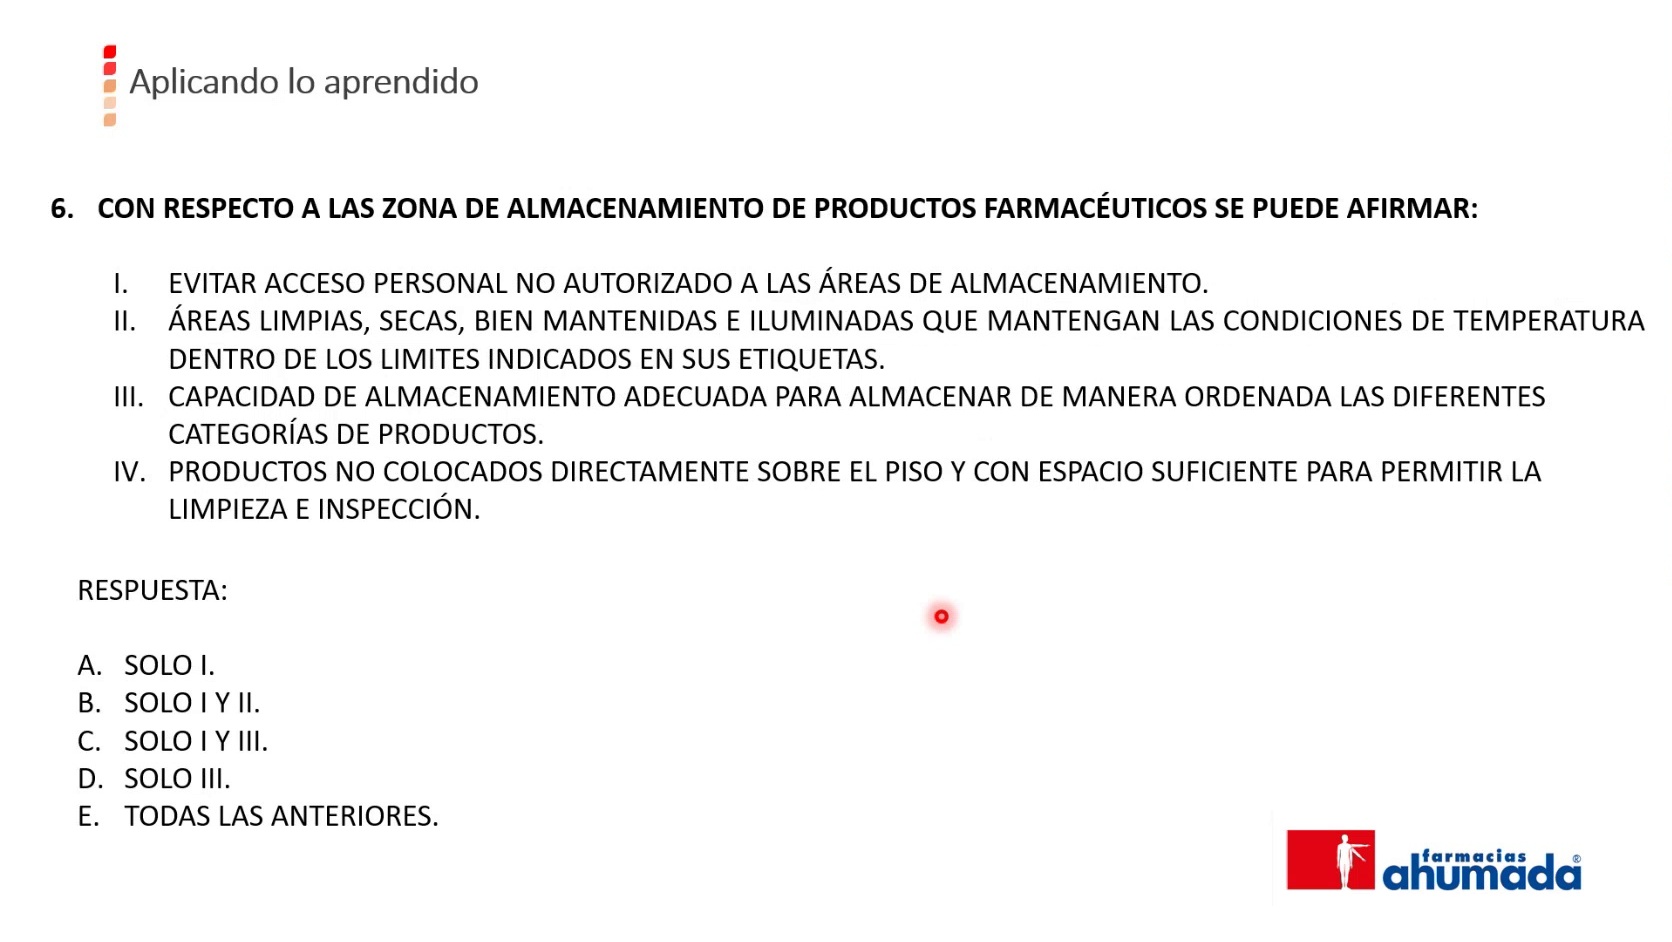 Aplicando lo aprendido
6. CON RESPECTO A LAS ZONA DE ALMACENAMIENTO DE PRODUCTOS FARMACÉUTICOS SE PUEDE AFIRMAR:
I. EVITAR ACCESO PERSONAL NO AUTORIZADO A LAS ÁREAS DE ALMACENAMIENTO.
II. ÁREAS LIMPIAS, SECAS, BIEN MANTENIDAS E ILUMINADAS QUE MANTENGAN LAS CONDICIONES DE TEMPERATURA
DENTRO DE LOS LIMITES INDICADOS EN SUS ETIQUETAS.
III. CAPACIDAD DE ALMACENAMIENTO ADECUADA PARA ALMACENAR DE MANERA ORDENADA LAS DIFERENTES
CATEGORÍAS DE PRODUCTOS.
IV. PRODUCTOS NO COLOCADOS DIRECTAMENTE SOBRE EL PISO Y CON ESPACIO SUFICIENTE PARA PERMITIR LA
LIMPIEZA E INSPECCIÓN.
RESPUESTA:
A. SOLO I.
B. SOLO I Y II.
C. SOLO I Y III.
D. SOLO III.
E. TODAS LAS ANTERIORES.
farmacias
ahumada®